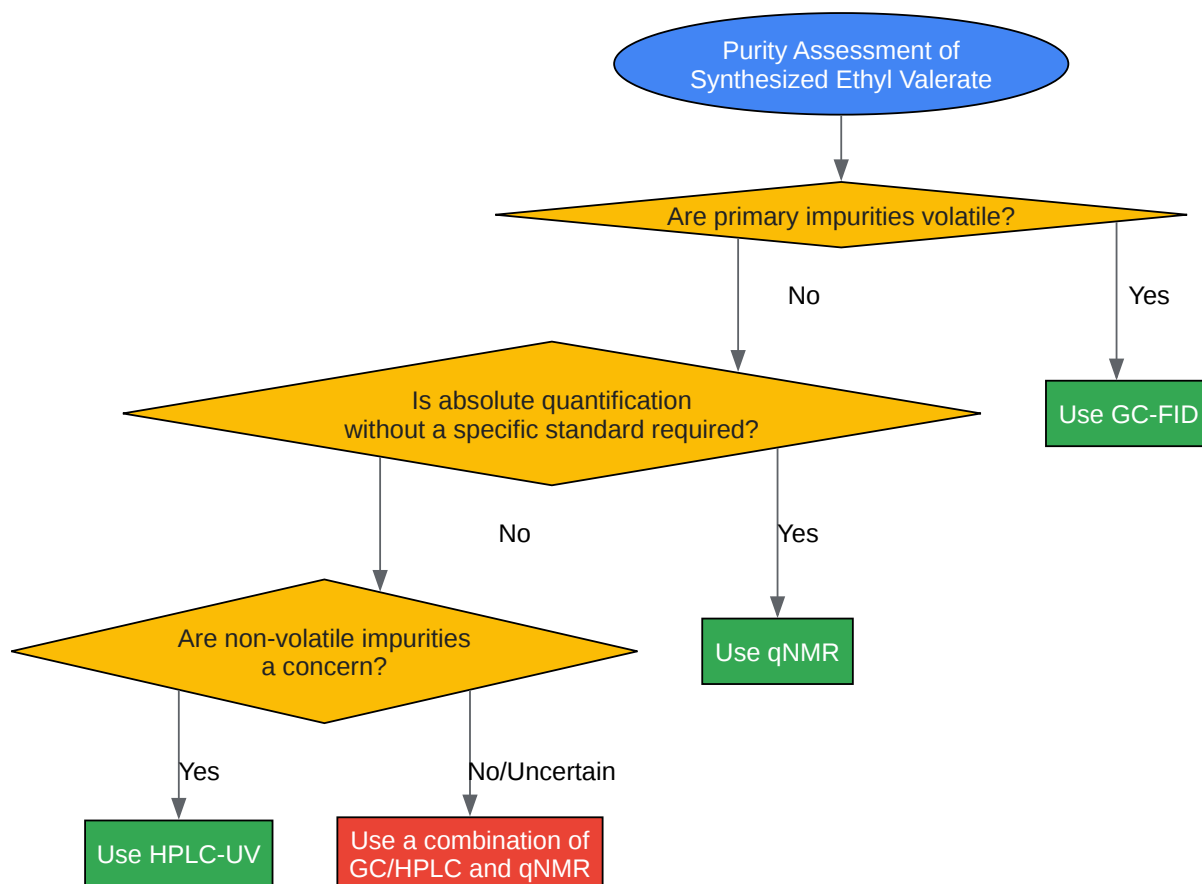 Purity Assessment of
Synthesized Ethyl Valerate
Are primary impurities volatile?
No
Yes
Is absolute quantification
without a specific standard required?
Use GC-FID
No
Yes
Are non-volatile impurities
a concern?
Use qNMR
Yes
No/Uncertain
Use HPLC-UV
Use a combination of
GC/HPLC and qNMR